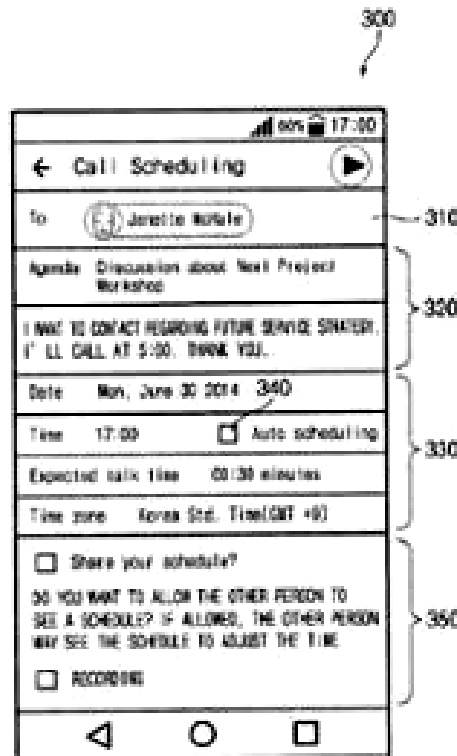 300
60% 17:00
← Call Scheduling
To Janette McHale
310
Agenda Discussion about Next Project
Workshop
320
I WANT TO CONTACT REGARDING FUTURE SERVICE STRATEGY.
I' LL CALL AT 5:00. THANK YOU.
Date Mon, June 30 2014 340
Time 17:00 Auto scheduling
330
Expected talk time 00:30 minutes
Time zone Korea Std. Time(GMT +9)
Share your schedule?
DO YOU WANT TO ALLOW THE OTHER PERSON TO
SEE A SCHEDULE? IF ALLOWED, THE OTHER PERSON
350
MAY SEE THE SCHEDULE TO ADJUST THE TIME
RECORDING